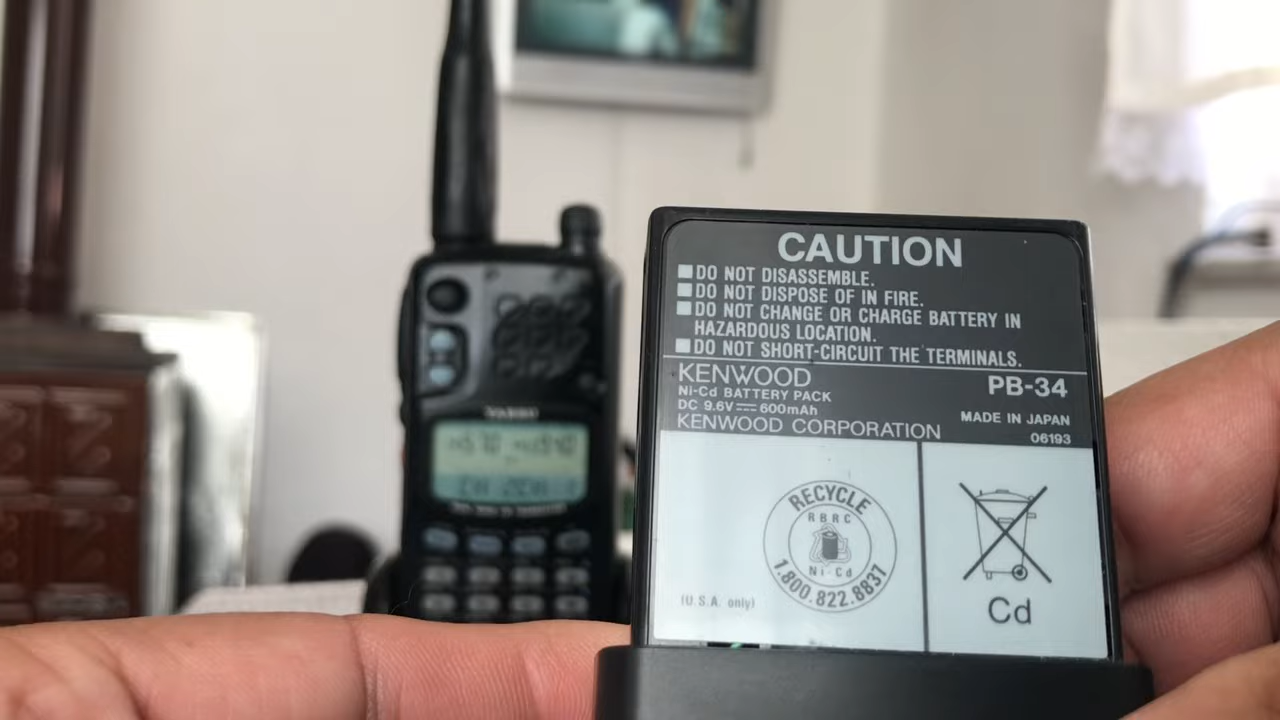 CAUTION
■DO NOT DISASSEMBLE.
■DO NOT DISPOSE OF IN FIRE.
■DO NOT CHANGE OR CHARGE BATTERY IN
HAZARDOUS LOCATION.
■DO NOT SHORT-CIRCUIT THE TERMINALS.
KENWOOD
PB-34
Ni-Cd BATTERY PACK
DC 9.6V 600mAh
MADE IN JAPAN
KENWOOD CORPORATION
06193
RECYCLE
RBRC
Ni-Cd
1.800.822.8837
(U.S.A. only)
Cd
YAESU